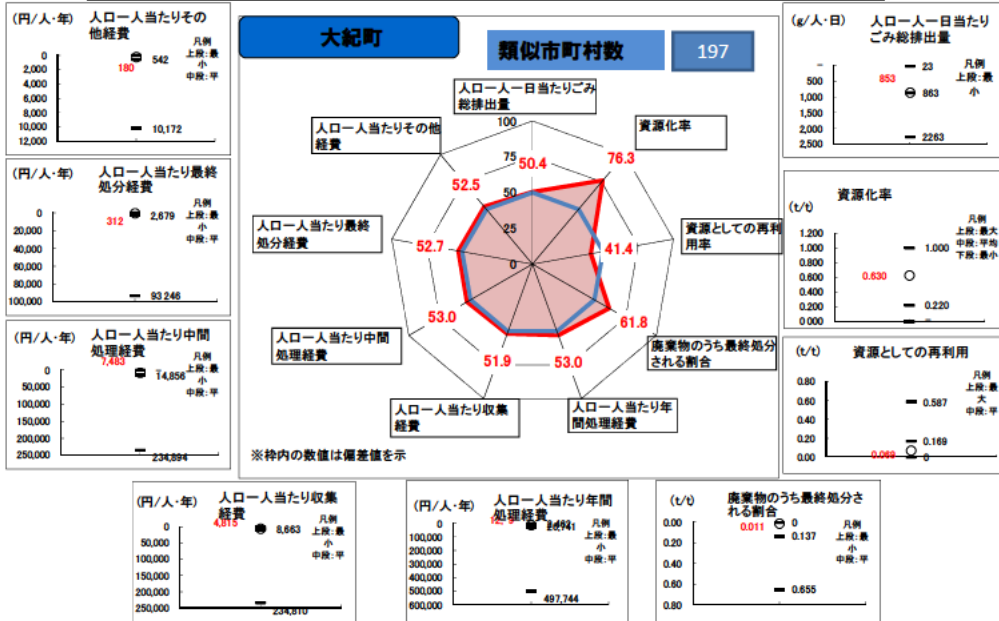 大紀町
類似市町村数
197
(円/人・年)
人口一人当たりその
他経費
凡例
上段:最
小
中段:平
0
2,000
4,000
6,000
8,000
10,000
12,000
180
542
10,172
(円/人・年)
人口一人当たり最終
処分経費
凡例
上段:最
小
中段:平
0
20,000
40,000
60,000
80,000
100,000
312
2,679
93 246
(円/人・年)
人口一人当たり中間
処理経費
凡例
上段:最
小
中段:平
0
50,000
100,000
150,000
200,000
250,000
7,483
14,856
234,894
人口一人一日当たりごみ
総排出量
資源化率
資源としての再利
用率
廃棄物のうち最終処分
される割合
人口一人当たり年
間処理経費
人口一人当たり収集
経費
人口一人当たり中間
処理経費
人口一人当たり最終
処分経費
人口一人当たりその他
経費
100
75
50
25
0
50.4
76.3
41.4
61.8
53.0
51.9
53.0
52.7
52.5
※枠内の数値は偏差値を示
(g/人・日)
人口一人一日当たり
ごみ総排出量
凡例
上段:最
小
–
500
1,000
1,500
2,000
2,500
853
23
863
2263
資源化率
(t/t)
凡例
上段:最大
中段:平均
下段:最小
1.200
1.000
0.800
0.600
0.400
0.200
0.000
0.630
1.000
0.220
–
(t/t)
資源としての再利用
凡例
上段:最
大
中段:平
0.80
0.60
0.40
0.20
0.00
0.069
0.587
0.169
0
(円/人・年)
人口一人当たり収集
経費
凡例
上段:最
小
中段:平
0
50,000
100,000
150,000
200,000
250,000
4,815
8,663
234,810
(円/人・年)
人口一人当たり年間
処理経費
凡例
上段:最
小
中段:平
0
100,000
200,000
300,000
400,000
500,000
600,000
497,744
(t/t)
廃棄物のうち最終処分さ
れる割合
凡例
上段:最
小
中段:平
0.00
0.20
0.40
0.60
0.80
0.011
0
0.137
0.655